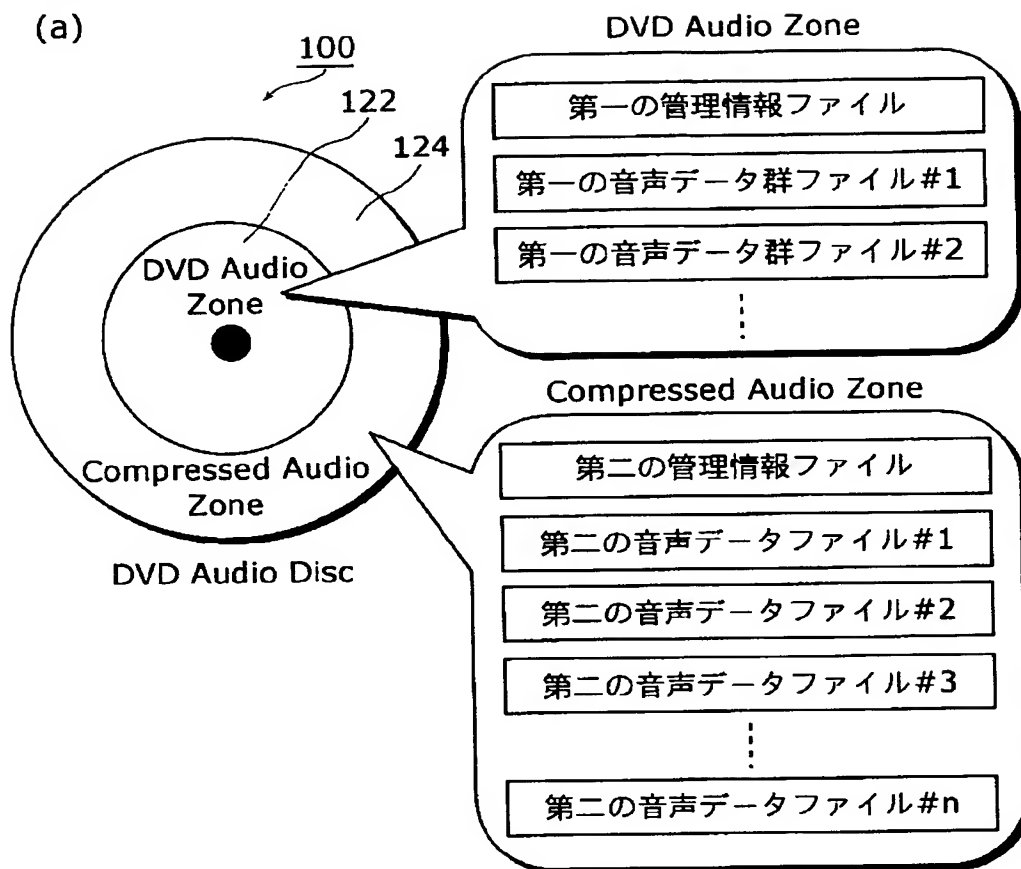 (a)
100
122
124
DVD Audio
Zone
Compressed Audio
Zone
DVD Audio Disc
DVD Audio Zone
第一の管理情報ファイル
第一の音声データ群ファイル#1
第一の音声データ群ファイル#2
Compressed Audio Zone
第二の管理情報ファイル
第二の音声データファイル#1
第二の音声データファイル#2
第二の音声データファイル#3
第二の音声データファイル#n